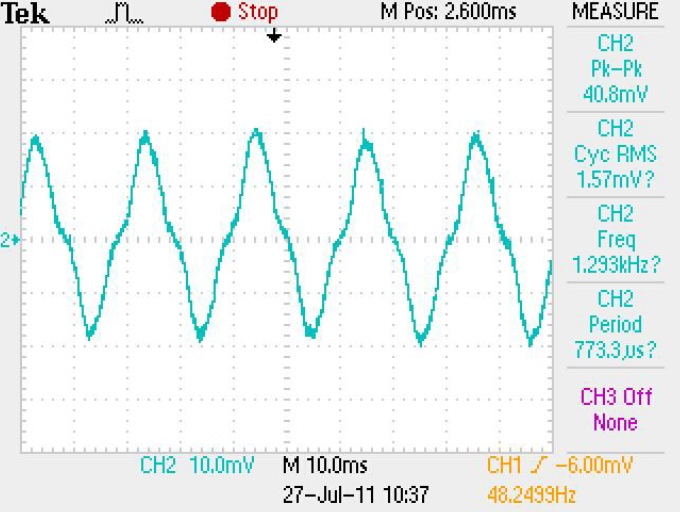 Tek Stop M Pos: 2.600ms MEASURE
CH2
Pk-Pk
40.8mV
CH2
Cyc RMS
1.57mV?
CH2
Freq
1.293kHz?
CH2
Period
773.3µs?
CH3 Off
None
2
CH2 10.0mV M 10.0ms CH1 -6.00mV
27-Jul-11 10:37 48.2499Hz